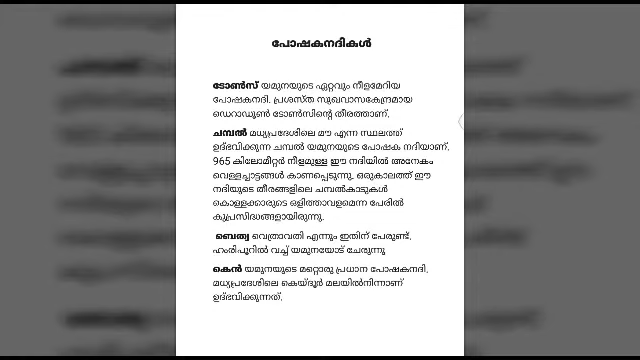 പോഷകനദികൾ
ടോൺസ് യമുനയുടെ ഏറ്റവും നീളമേറിയ
പോഷകനദി. പ്രശസ്ത സുഖവാസകേന്ദ്രമായ
ഡെറാഡൂൺ ടോൺസിന്റെ തീരത്താണ്.
ചമ്പൽ മധ്യപ്രദേശിലെ മൗ എന്ന സ്ഥലത്ത്
ഉദ്ഭവിക്കുന്ന ചമ്പൽ യമുനയുടെ പോഷക നദിയാണ്.
965 കിലോമീറ്റർ നീളമുള്ള ഈ നദിയിൽ അനേകം
വെള്ളച്ചാട്ടങ്ങൾ കാണപ്പെടുന്നു. ഒരുകാലത്ത് ഈ
നദിയുടെ തീരങ്ങളിലെ ചമ്പൽകാടുകൾ
കൊള്ളക്കാരുടെ ഒളിത്താവളമെന്ന പേരിൽ
കുപ്രസിദ്ധങ്ങളായിരുന്നു.
ബെത്വ വെത്രാവതി എന്നും ഇതിന് പേരുണ്ട്.
ഹംരിപൂറിൽ വച്ച് യമുനയോട് ചേരുന്നു
കെൻ യമുനയുടെ മറ്റൊരു പ്രധാന പോഷകനദി.
മധ്യപ്രദേശിലെ കെയ്ദൂർ മലയിൽനിന്നാണ്
ഉദ്ഭവിക്കുന്നത്.